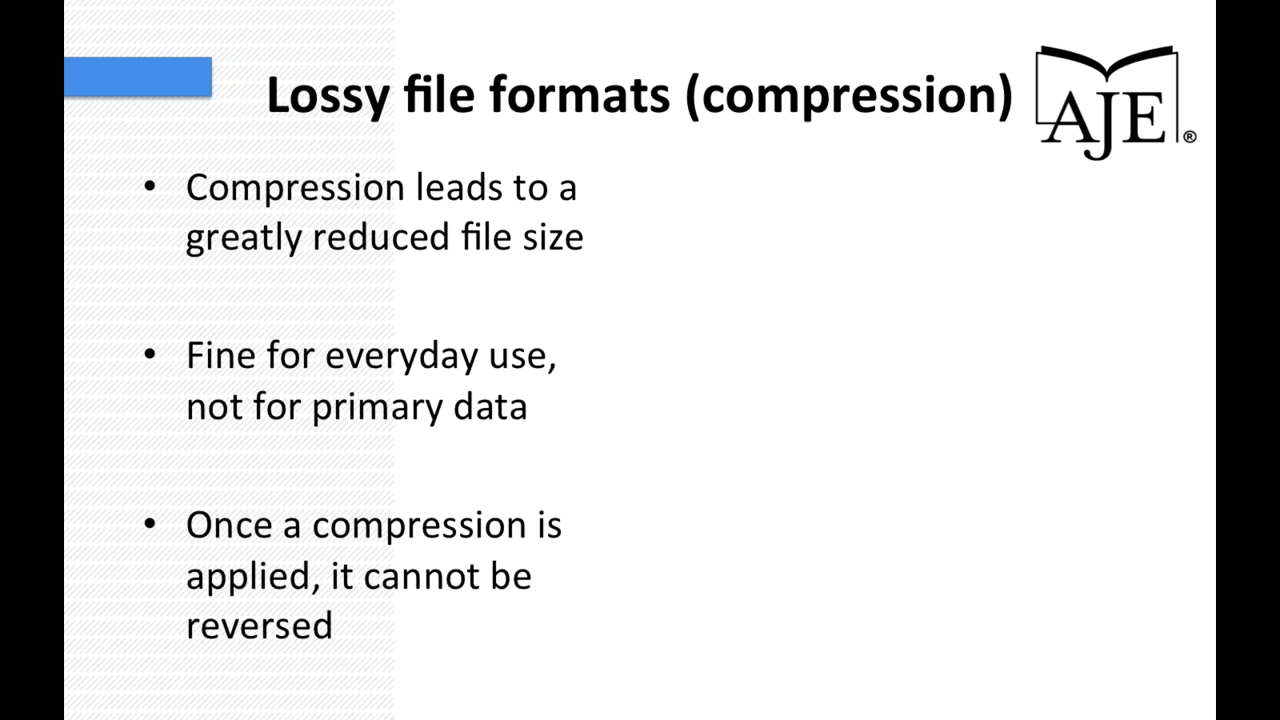 Lossy file formats (compression)
AJE®
• Compression leads to a
greatly reduced file size
• Fine for everyday use,
not for primary data
• Once a compression is
applied, it cannot be
reversed